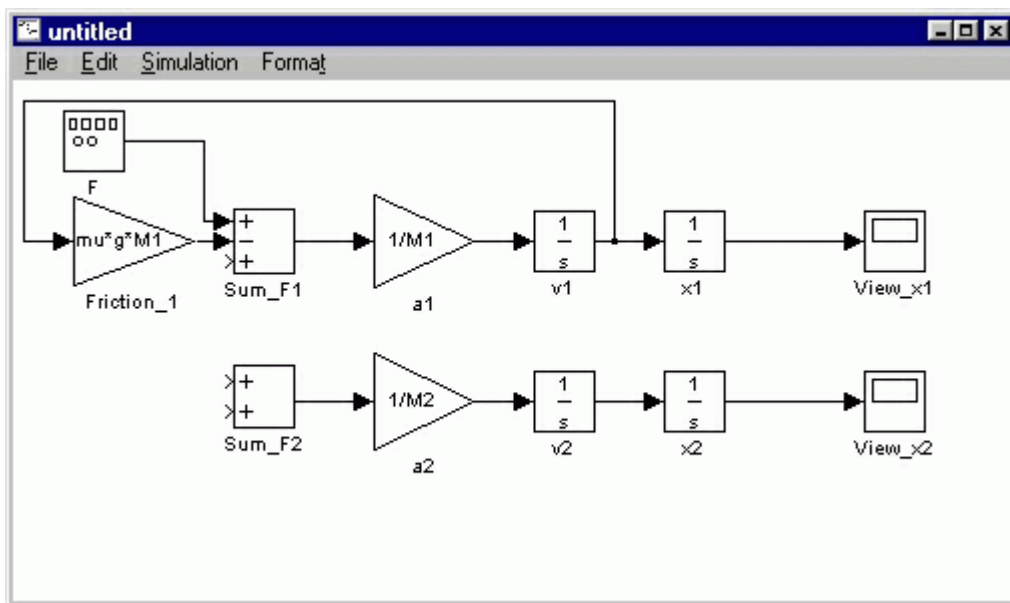 untitled
File Edit Simulation Format
F
mu*g*M1
Friction_1
+
−
+
Sum_F1
1/M1
a1
1
s
v1
1
s
x1
View_x1
+
+
Sum_F2
1/M2
a2
1
s
v2
1
s
x2
View_x2